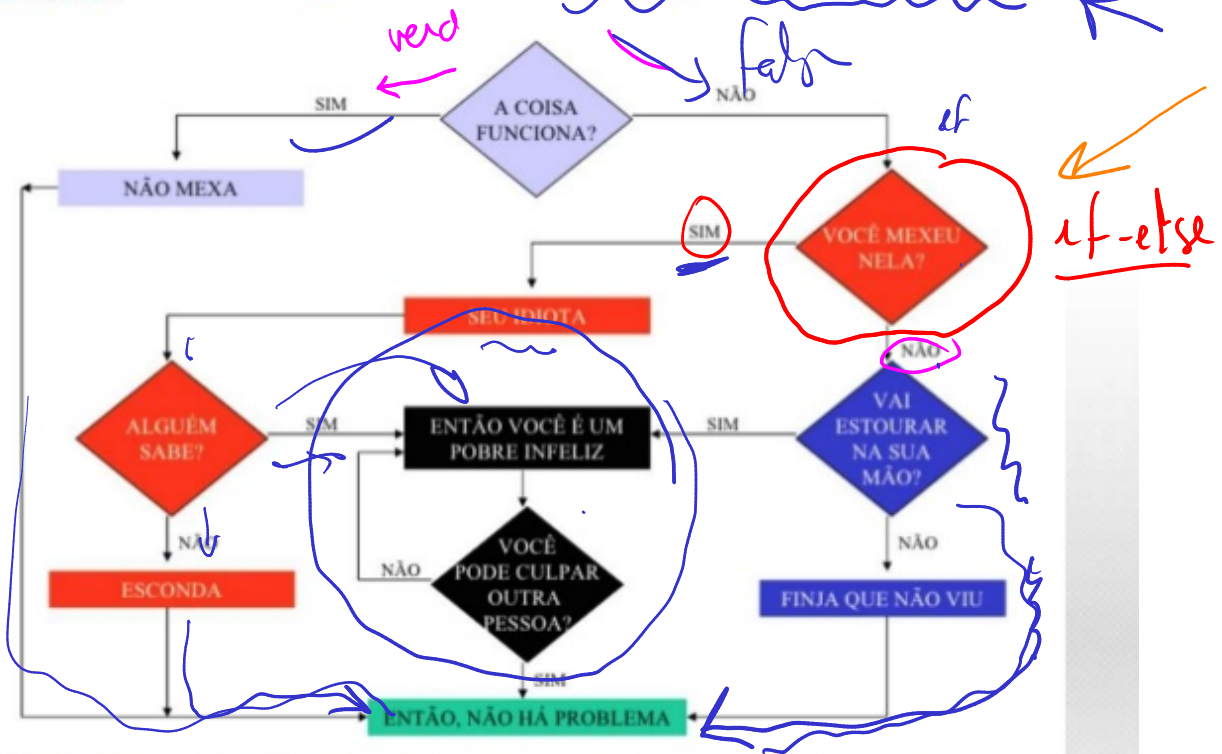 verd
Falso
SIM
A COISA
FUNCIONA?
NÃO
if
NÃO MEXA
SIM
VOCÊ MEXEU
NELA?
if-else
SEU IDIOTA
NÃO
ALGUÉM
SABE?
SIM
ENTÃO VOCÊ É UM
POBRE INFELIZ
SIM
VAI
ESTOURAR
NA SUA
MÃO?
NÃO
ESCONDA
NÃO
VOCÊ
PODE CULPAR
OUTRA
PESSOA?
NÃO
FINJA QUE NÃO VIU
SIM
ENTÃO, NÃO HÁ PROBLEMA